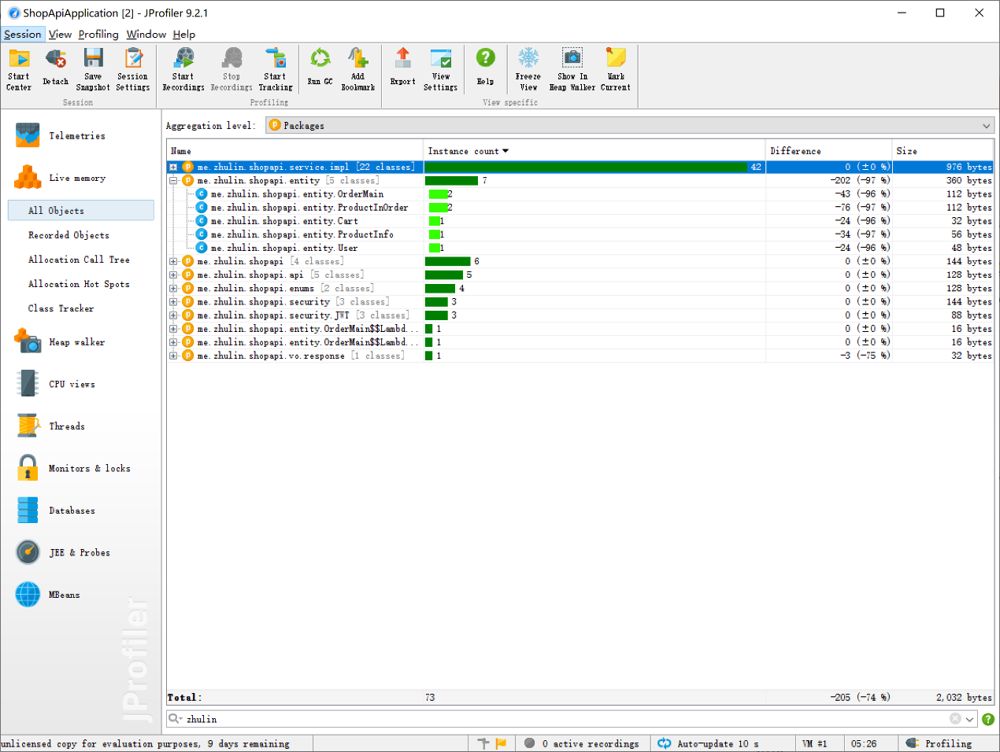 ShopApiApplication [2] - JProfiler 9.2.1
Session View Profiling Window Help
Start Center
Detach
Save Snapshot
Session Settings
Start Recordings
Stop Recordings
Start Tracking
Run GC
Add Bookmark
Export
View Settings
Help
Freeze View
Show In Heap Walker
Mark Current
Session
Profiling
View specific
Telemetries
Live memory
All Objects
Recorded Objects
Allocation Call Tree
Allocation Hot Spots
Class Tracker
Heap walker
CPU views
Threads
Monitors & locks
Databases
JEE & Probes
MBeans
JProfiler
Aggregation level: Packages
Name Instance count Difference Size
me.zhulin.shopapi.service.impl [22 classes] 42 0 (±0 %) 976 bytes
me.zhulin.shopapi.entity [5 classes] 7 -202 (-97 %) 360 bytes
me.zhulin.shopapi.entity.OrderMain 2 -43 (-96 %) 112 bytes
me.zhulin.shopapi.entity.ProductInOrder 2 -76 (-97 %) 112 bytes
me.zhulin.shopapi.entity.Cart 1 -24 (-96 %) 32 bytes
me.zhulin.shopapi.entity.ProductInfo 1 -34 (-97 %) 56 bytes
me.zhulin.shopapi.entity.User 1 -24 (-96 %) 48 bytes
me.zhulin.shopapi [4 classes] 6 0 (±0 %) 144 bytes
me.zhulin.shopapi.api [5 classes] 5 0 (±0 %) 128 bytes
me.zhulin.shopapi.enums [2 classes] 4 0 (±0 %) 128 bytes
me.zhulin.shopapi.security [3 classes] 3 0 (±0 %) 144 bytes
me.zhulin.shopapi.security.JWT [3 classes] 3 0 (±0 %) 88 bytes
me.zhulin.shopapi.entity.OrderMain$$Lambd... 1 0 (±0 %) 16 bytes
me.zhulin.shopapi.entity.OrderMain$$Lambd... 1 0 (±0 %) 16 bytes
me.zhulin.shopapi.vo.response [1 classes] 1 -3 (-75 %) 32 bytes
Total: 73 -205 (-74 %) 2,032 bytes
zhulin
unlicensed copy for evaluation purposes, 9 days remaining
0 active recordings
Auto-update 10 s
VM #1
05:26
Profiling